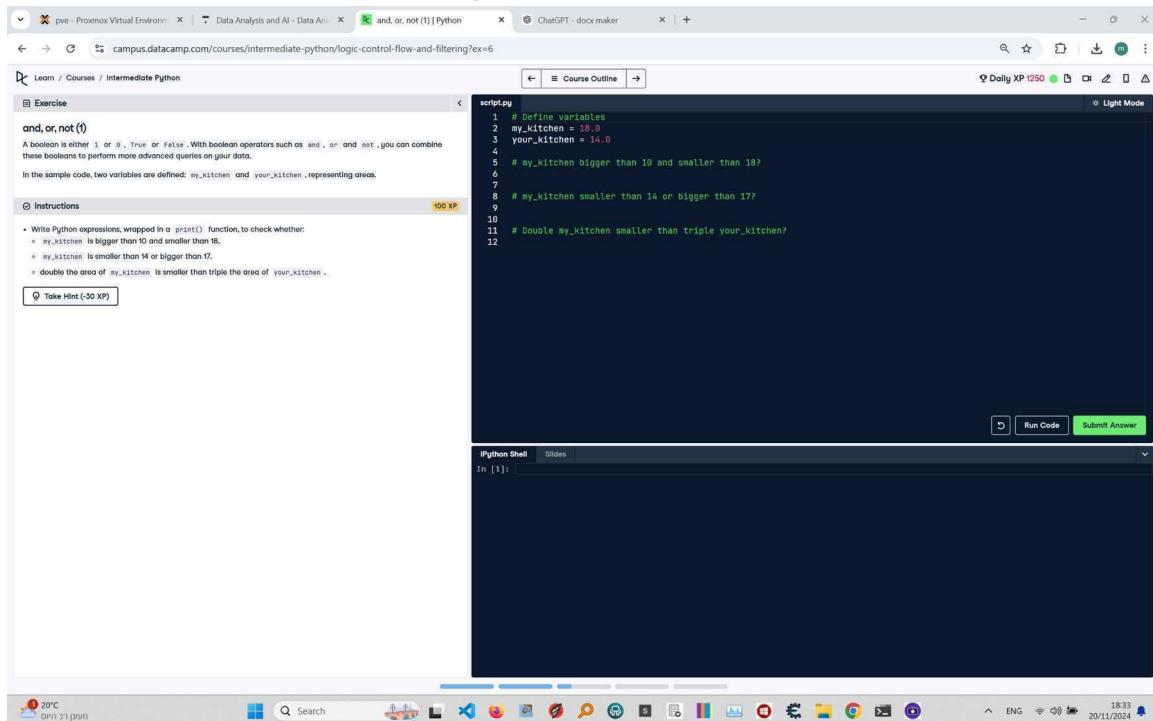 pve - Proxmox Virtual Environm
Data Analysis and AI - Data An
and, or, not (1) | Python
ChatGPT - docx maker
campus.datacamp.com/courses/intermediate-python/logic-control-flow-and-filtering?ex=6
Learn / Courses / Intermediate Python
Course Outline
Daily XP 1250
Exercise
and, or, not (1)
A boolean is either 1 or 0, True or False. With boolean operators such as and, or and not, you can combine
these booleans to perform more advanced queries on your data.
In the sample code, two variables are defined: my_kitchen and your_kitchen, representing areas.
Instructions
100 XP
• Write Python expressions, wrapped in a print() function, to check whether:
my_kitchen is bigger than 10 and smaller than 18.
my_kitchen is smaller than 14 or bigger than 17.
double the area of my_kitchen is smaller than triple the area of your_kitchen.
Take Hint (-30 XP)
script.py
Light Mode
1 # Define variables
2 my_kitchen = 18.0
3 your_kitchen = 14.0
4
5 # my_kitchen bigger than 10 and smaller than 18?
6
7
8 # my_kitchen smaller than 14 or bigger than 17?
9
10
11 # Double my_kitchen smaller than triple your_kitchen?
12
Run Code
Submit Answer
IPython Shell
Slides
In [1]:
20°C
מעונן רב היום
Search
ENG
18:33
20/11/2024